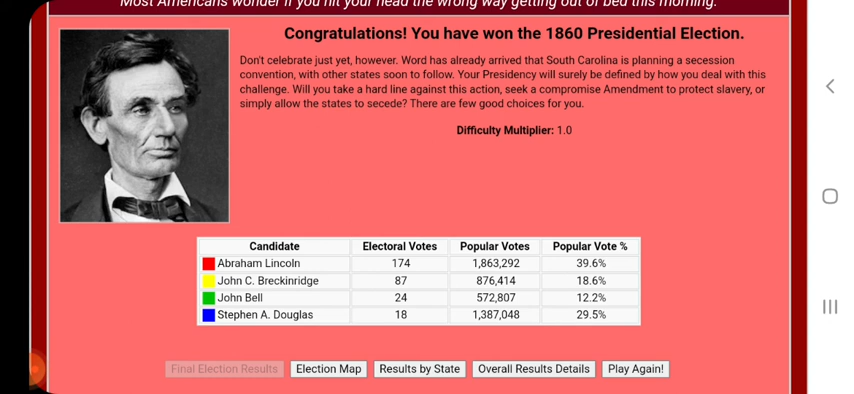 Most Americans wonder if you hit your head the wrong way getting out of bed this morning.
Congratulations! You have won the 1860 Presidential Election.
Don't celebrate just yet, however. Word has already arrived that South Carolina is planning a secession
convention, with other states soon to follow. Your Presidency will surely be defined by how you deal with this
challenge. Will you take a hard line against this action, seek a compromise Amendment to protect slavery, or
simply allow the states to secede? There are few good choices for you.
Difficulty Multiplier: 1.0
Candidate Electoral Votes Popular Votes Popular Vote %
Abraham Lincoln 174 1,863,292 39.6%
John C. Breckinridge 87 876,414 18.6%
John Bell 24 572,807 12.2%
Stephen A. Douglas 18 1,387,048 29.5%
Final Election Results Election Map Results by State Overall Results Details Play Again!